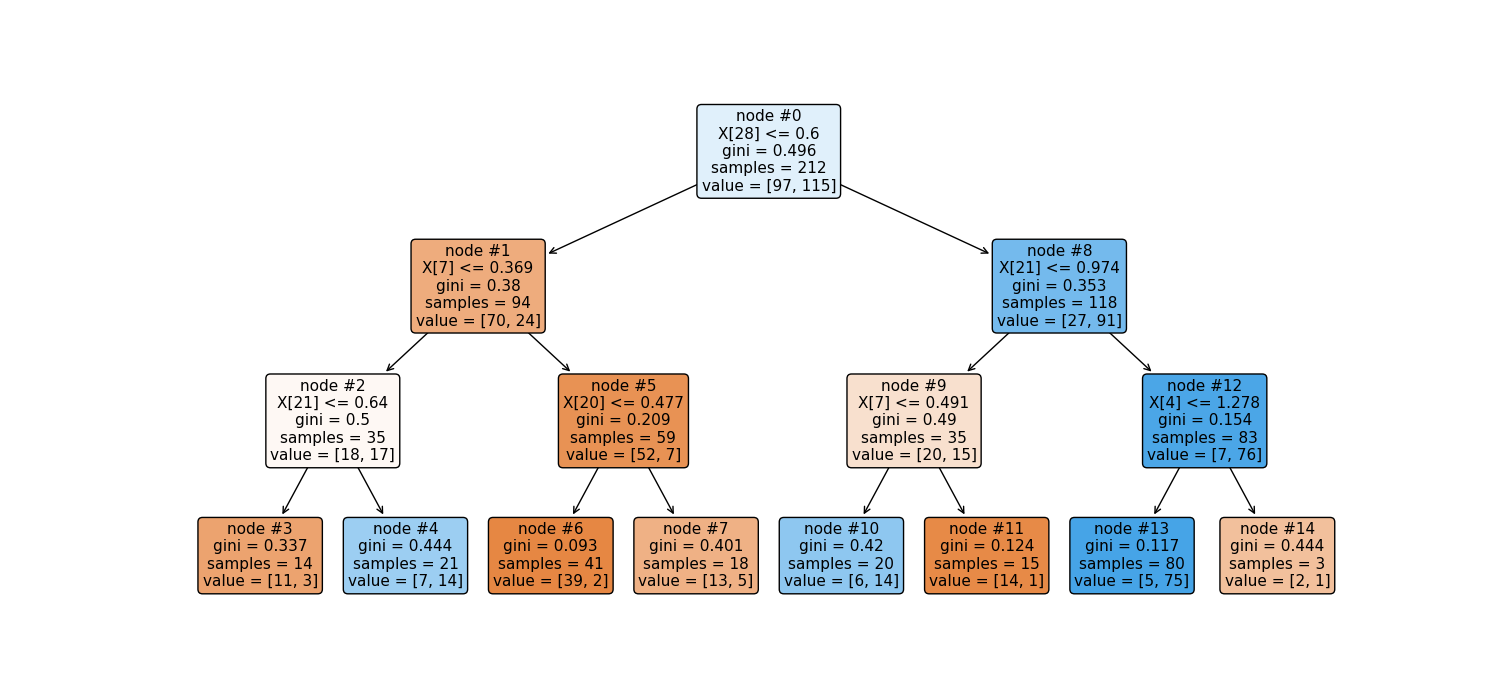 node #0
X[28] <= 0.6
gini = 0.496
samples = 212
value = [97, 115]
node #1
X[7] <= 0.369
gini = 0.38
samples = 94
value = [70, 24]
node #8
X[21] <= 0.974
gini = 0.353
samples = 118
value = [27, 91]
node #2
X[21] <= 0.64
gini = 0.5
samples = 35
value = [18, 17]
node #5
X[20] <= 0.477
gini = 0.209
samples = 59
value = [52, 7]
node #9
X[7] <= 0.491
gini = 0.49
samples = 35
value = [20, 15]
node #12
X[4] <= 1.278
gini = 0.154
samples = 83
value = [7, 76]
node #3
gini = 0.337
samples = 14
value = [11, 3]
node #4
gini = 0.444
samples = 21
value = [7, 14]
node #6
gini = 0.093
samples = 41
value = [39, 2]
node #7
gini = 0.401
samples = 18
value = [13, 5]
node #10
gini = 0.42
samples = 20
value = [6, 14]
node #11
gini = 0.124
samples = 15
value = [14, 1]
node #13
gini = 0.117
samples = 80
value = [5, 75]
node #14
gini = 0.444
samples = 3
value = [2, 1]